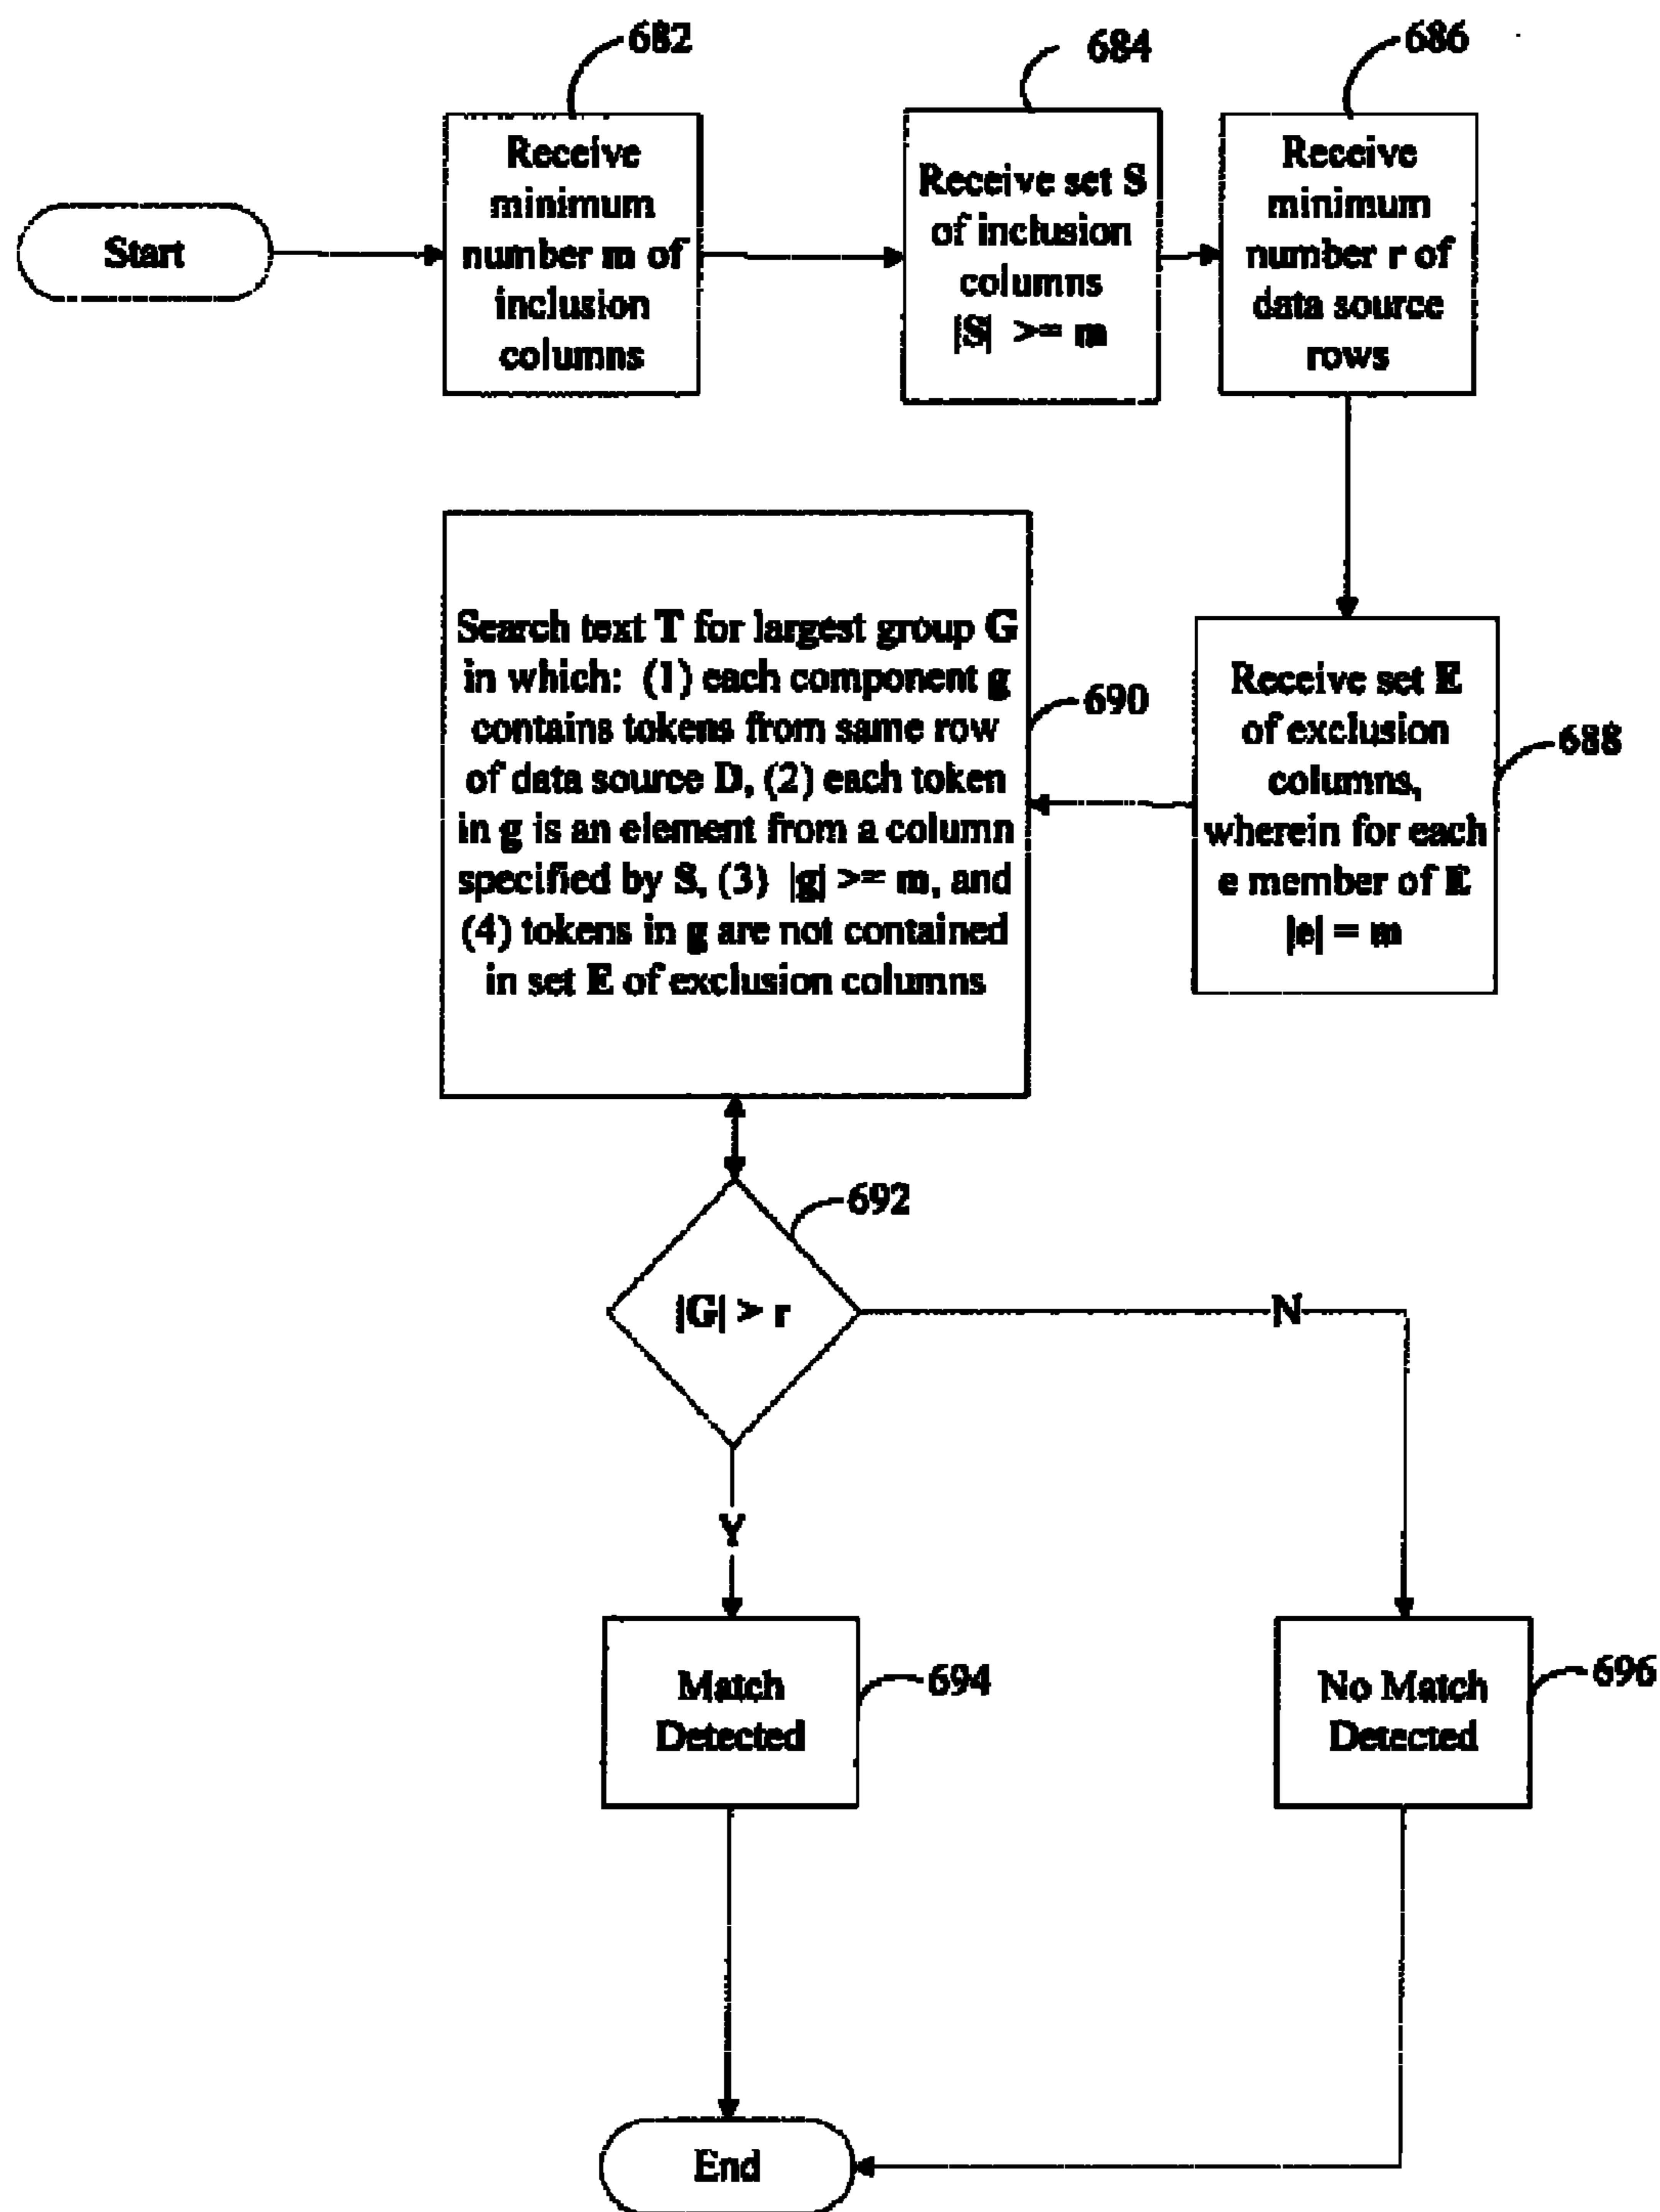 682
684
686
Start
Receive
minimum
number m of
inclusion
columns
Receive set S
of inclusion
columns
|S| >= m
Receive
minimum
number r of
data source
rows
Search text T for largest group G
in which: (1) each component g
contains tokens from same row
of data source D, (2) each token
in g is an element from a column
specified by S, (3) |g| >= m, and
(4) tokens in g are not contained
in set E of exclusion columns
690
Receive set E
of exclusion
columns,
wherein for each
e member of E
|e| = m
688
692
|G| > r
N
Y
Match
Detected
694
No Match
Detected
696
End